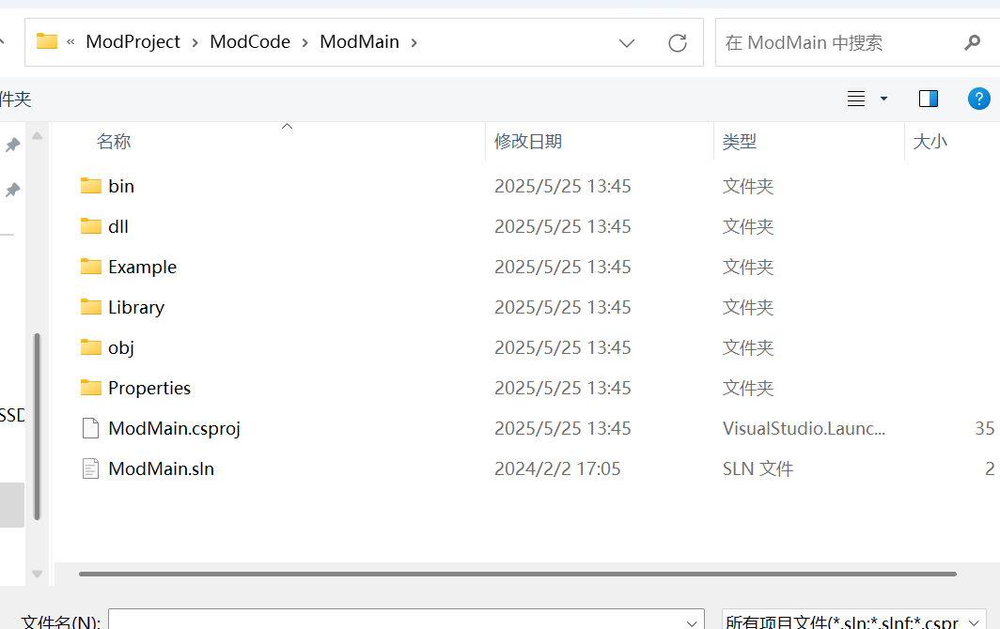 « ModProject › ModCode › ModMain ›
在 ModMain 中搜索
件夹
名称 修改日期 类型 大小
bin 2025/5/25 13:45 文件夹
dll 2025/5/25 13:45 文件夹
Example 2025/5/25 13:45 文件夹
Library 2025/5/25 13:45 文件夹
obj 2025/5/25 13:45 文件夹
Properties 2025/5/25 13:45 文件夹
SSD
ModMain.csproj 2025/5/25 13:45 VisualStudio.Launc... 35
ModMain.sln 2024/2/2 17:05 SLN 文件 2
文件名(N):
所有项目文件(*.sln;*.slnf;*.cspr